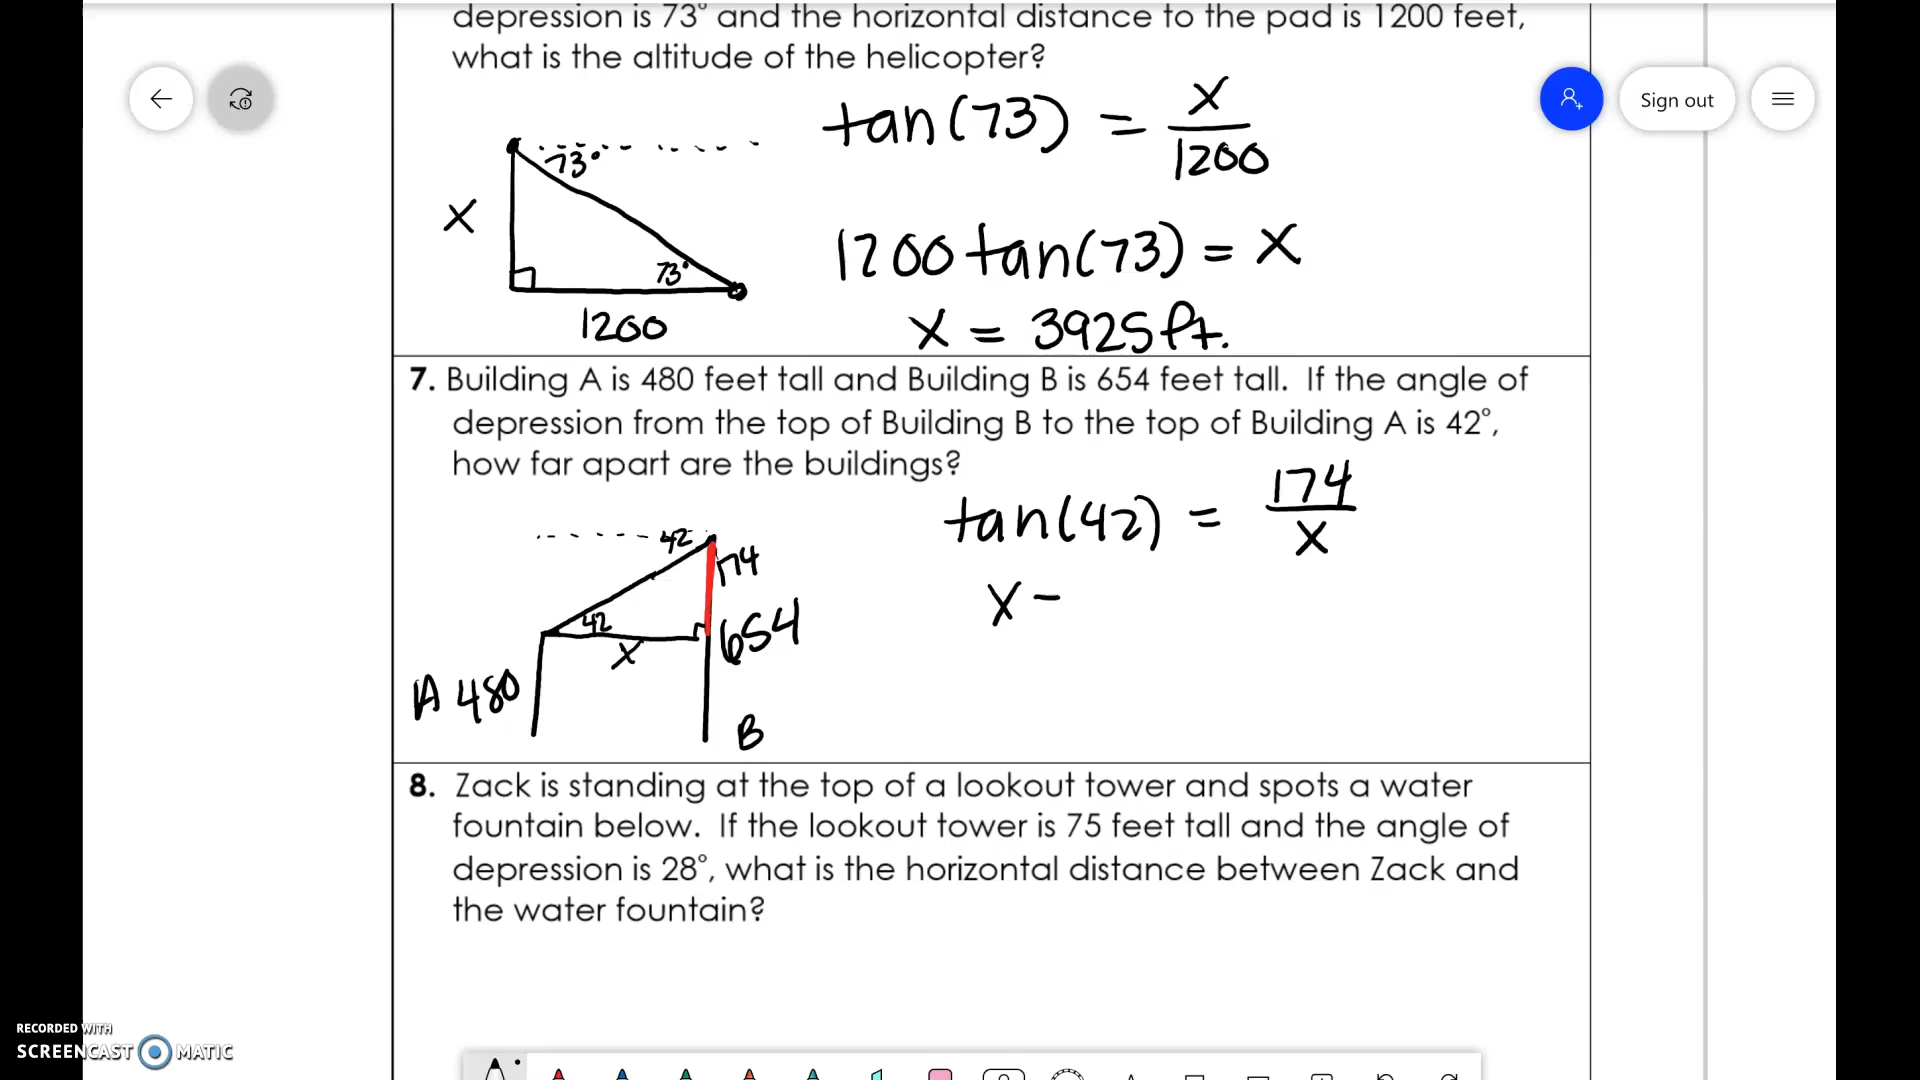 depression is 73° and the horizontal distance to the pad is 1200 feet,
what is the altitude of the helicopter?
Sign out
73°
x
73°
1200
tan(73) = x/1200
1200 tan(73) = x
x = 3925 ft.
7. Building A is 480 feet tall and Building B is 654 feet tall. If the angle of
depression from the top of Building B to the top of Building A is 42°,
how far apart are the buildings?
42
174
42
654
x
A 480
B
tan(42) = 174/x
x -
8. Zack is standing at the top of a lookout tower and spots a water
fountain below. If the lookout tower is 75 feet tall and the angle of
depression is 28°, what is the horizontal distance between Zack and
the water fountain?
RECORDED WITH
SCREENCAST MATIC